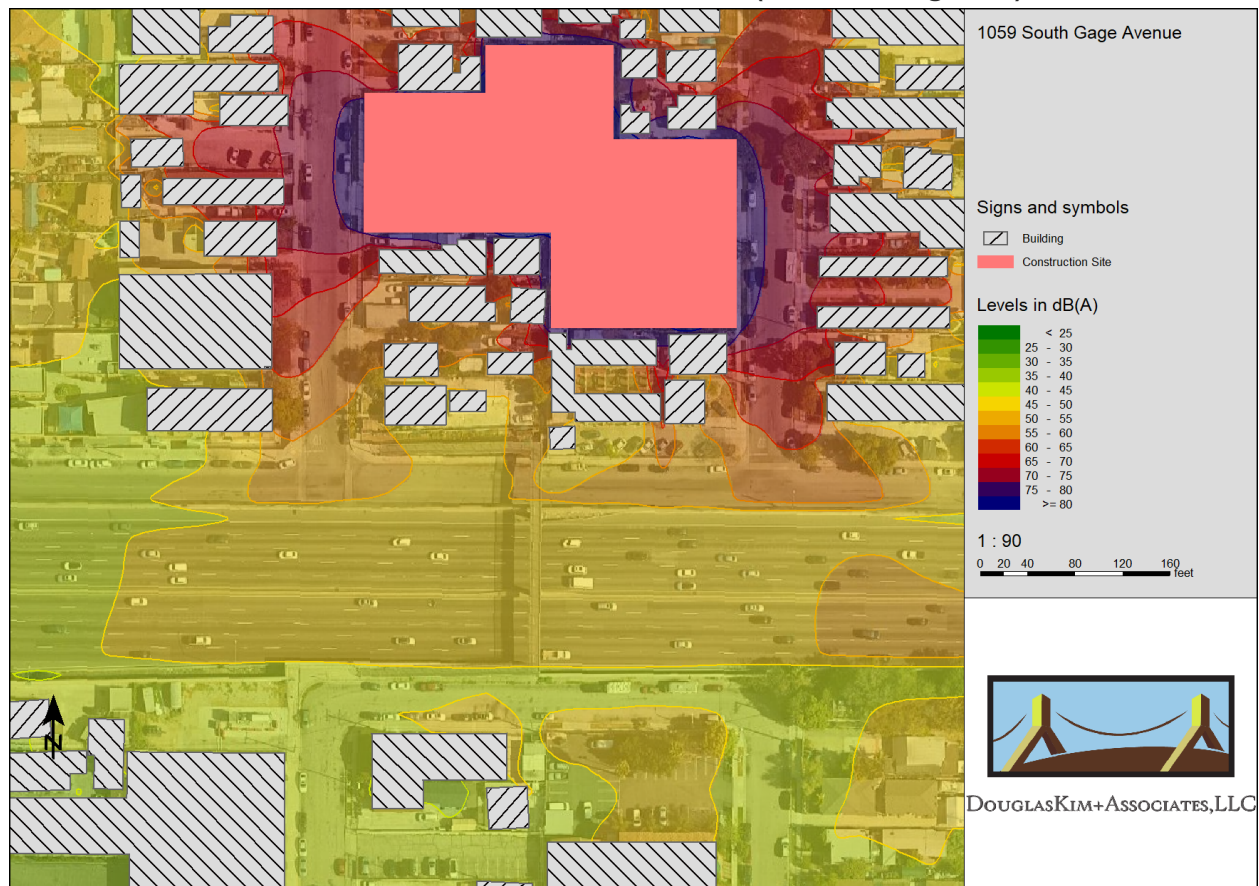 1059 South Gage Avenue
Signs and symbols
Building
Construction Site
Levels in dB(A)
< 25
25 - 30
30 - 35
35 - 40
40 - 45
45 - 50
50 - 55
55 - 60
60 - 65
65 - 70
70 - 75
75 - 80
>= 80
1 : 90
0 20 40 80 120 160
feet
N
DOUGLASKIM+ASSOCIATES,LLC